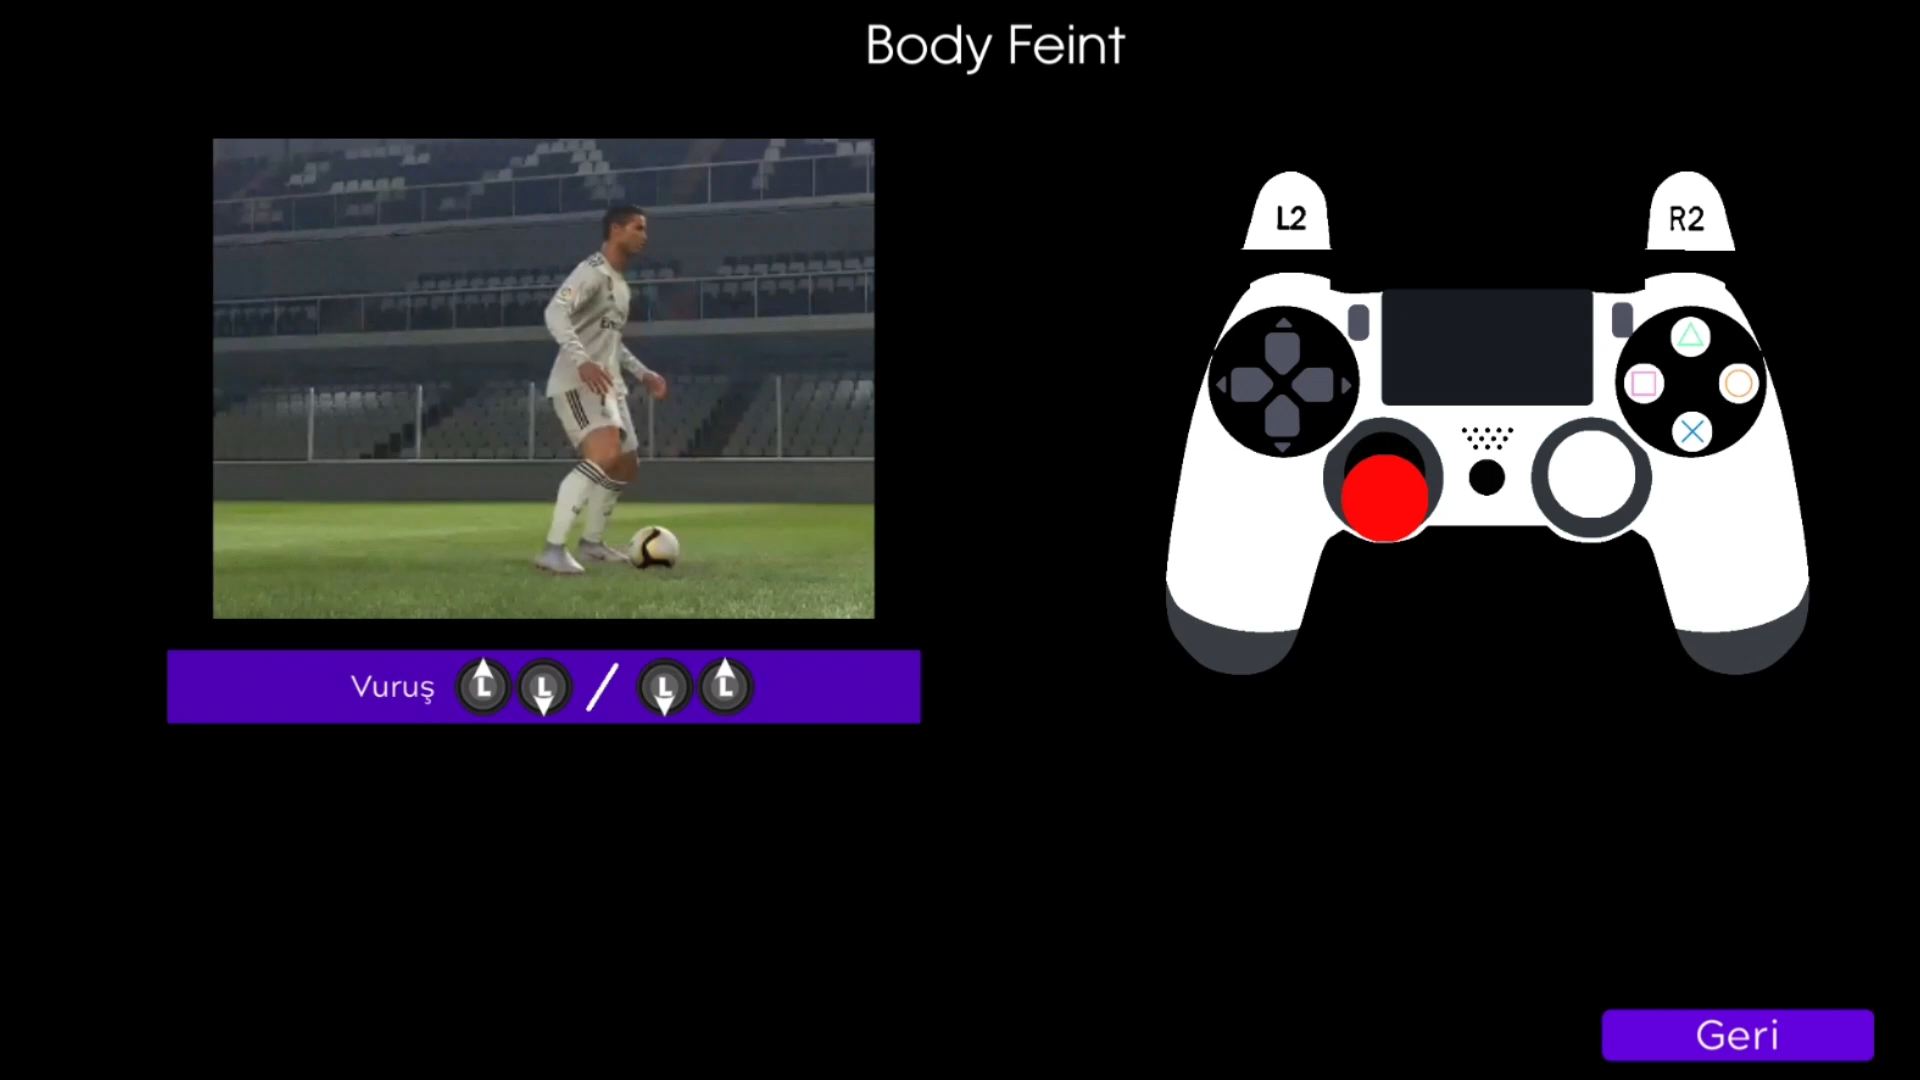 Body Feint
L2
R2
Vuruş L L / L L
Geri